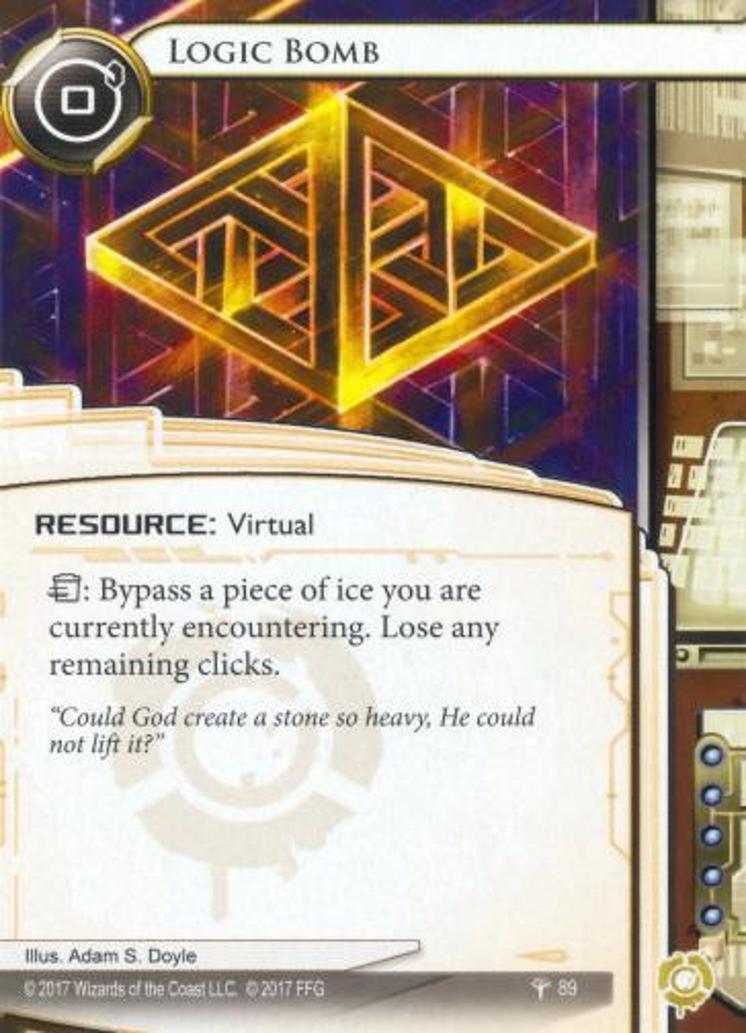 LOGIC BOMB
RESOURCE: Virtual
: Bypass a piece of ice you are
currently encountering. Lose any
remaining clicks.
“Could God create a stone so heavy, He could
not lift it?”
Illus. Adam S. Doyle
© 2017 Wizards of the Coast LLC. © 2017 FFG
89